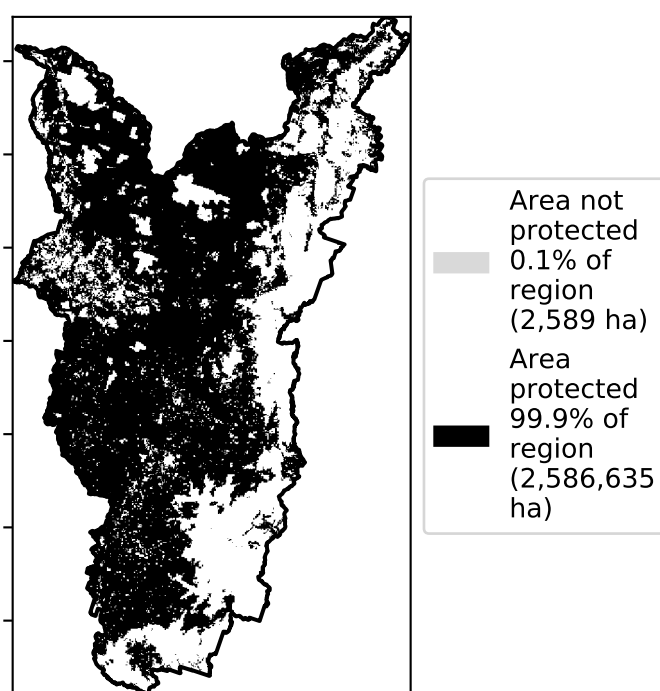 Area not
protected
0.1% of
region
(2,589 ha)
Area
protected
99.9% of
region
(2,586,635
ha)